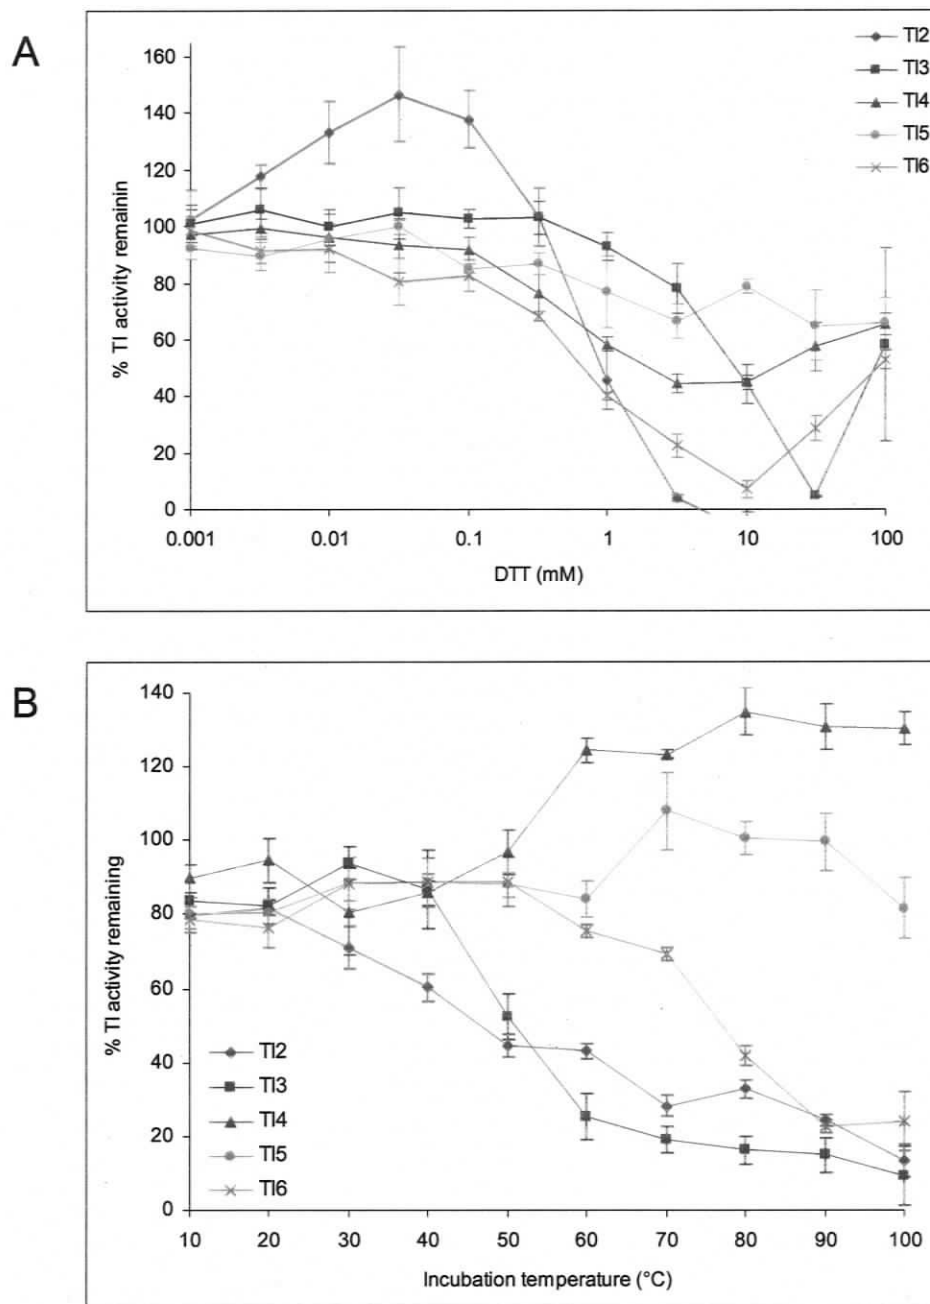 A
% TI activity remainin
160
140
120
100
80
60
40
20
0
0.001 0.01 0.1 1 10 100
DTT (mM)
TI2
TI3
TI4
TI5
TI6
B
% TI activity remaining
140
120
100
80
60
40
20
0
10 20 30 40 50 60 70 80 90 100
Incubation temperature (°C)
TI2
TI3
TI4
TI5
TI6